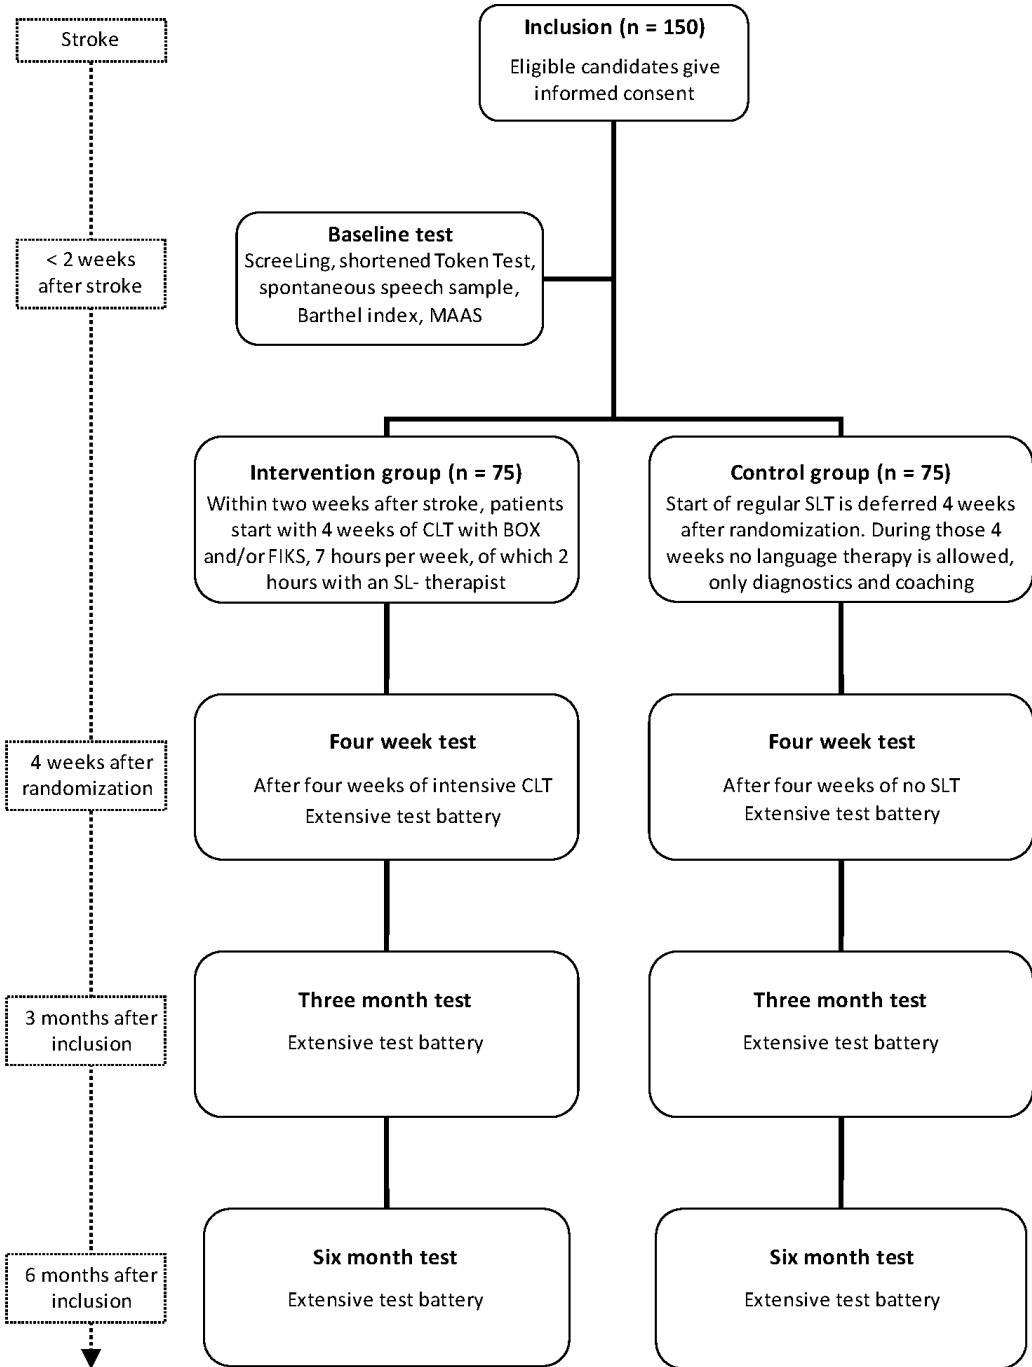 Stroke
Inclusion (n = 150)
Eligible candidates give
informed consent
< 2 weeks
after stroke
Baseline test
ScreeLing, shortened Token Test,
spontaneous speech sample,
Barthel index, MAAS
Intervention group (n = 75)
Within two weeks after stroke, patients
start with 4 weeks of CLT with BOX
and/or FIKS, 7 hours per week, of which 2
hours with an SL- therapist
Control group (n = 75)
Start of regular SLT is deferred 4 weeks
after randomization. During those 4
weeks no language therapy is allowed,
only diagnostics and coaching
4 weeks after
randomization
Four week test
After four weeks of intensive CLT
Extensive test battery
Four week test
After four weeks of no SLT
Extensive test battery
3 months after
inclusion
Three month test
Extensive test battery
Three month test
Extensive test battery
6 months after
inclusion
Six month test
Extensive test battery
Six month test
Extensive test battery